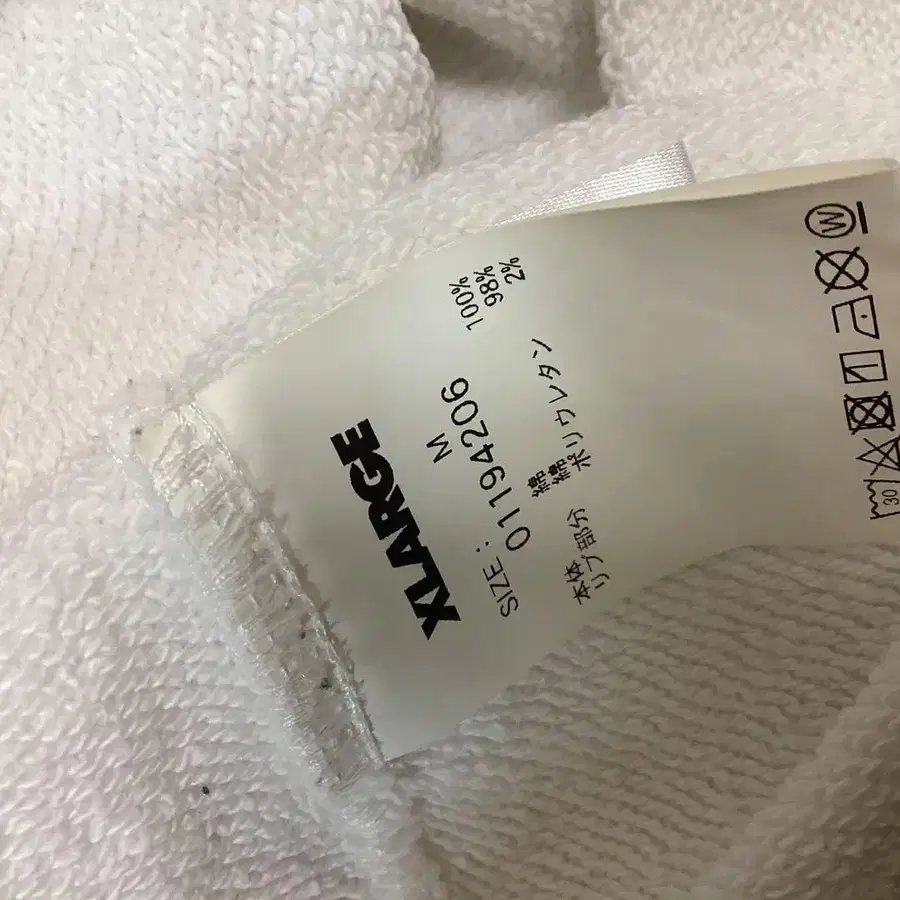 XLARGE
SIZE: M
01194206
本体 綿 100%
リブ部分 綿 98%
ポリウレタン 2%
30
W